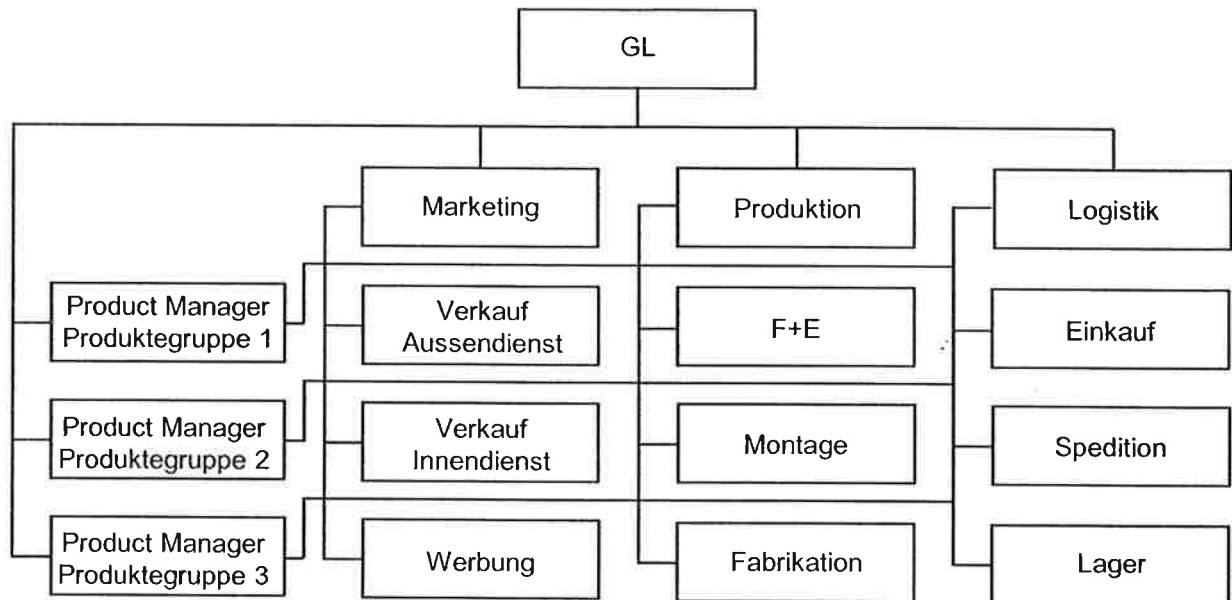 GL
Marketing
Produktion
Logistik
Product Manager
Produktegruppe 1
Verkauf
Aussendienst
F+E
Einkauf
Product Manager
Produktegruppe 2
Verkauf
Innendienst
Montage
Spedition
Product Manager
Produktegruppe 3
Werbung
Fabrikation
Lager